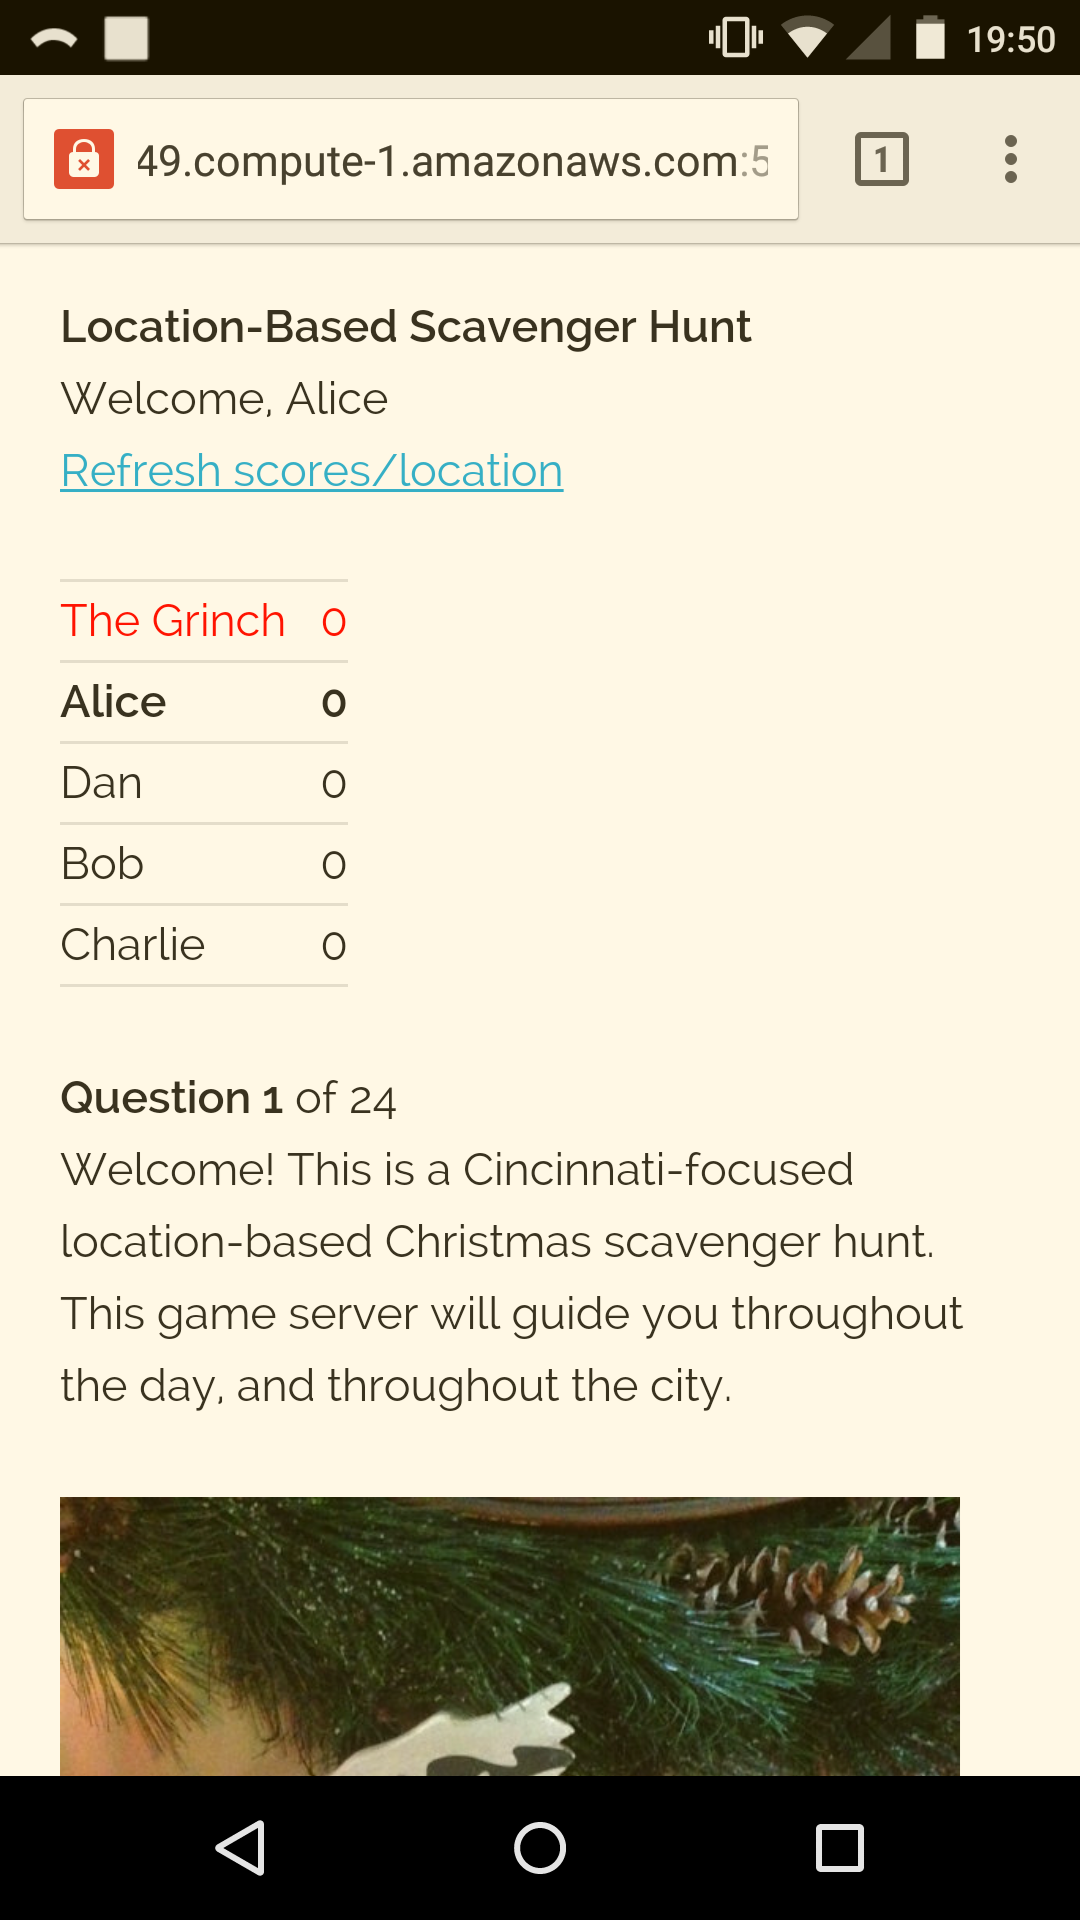 19:50
49.compute-1.amazonaws.com:5
1
Location-Based Scavenger Hunt
Welcome, Alice
Refresh scores/location
The Grinch 0
Alice 0
Dan 0
Bob 0
Charlie 0
Question 1 of 24
Welcome! This is a Cincinnati-focused
location-based Christmas scavenger hunt.
This game server will guide you throughout
the day, and throughout the city.